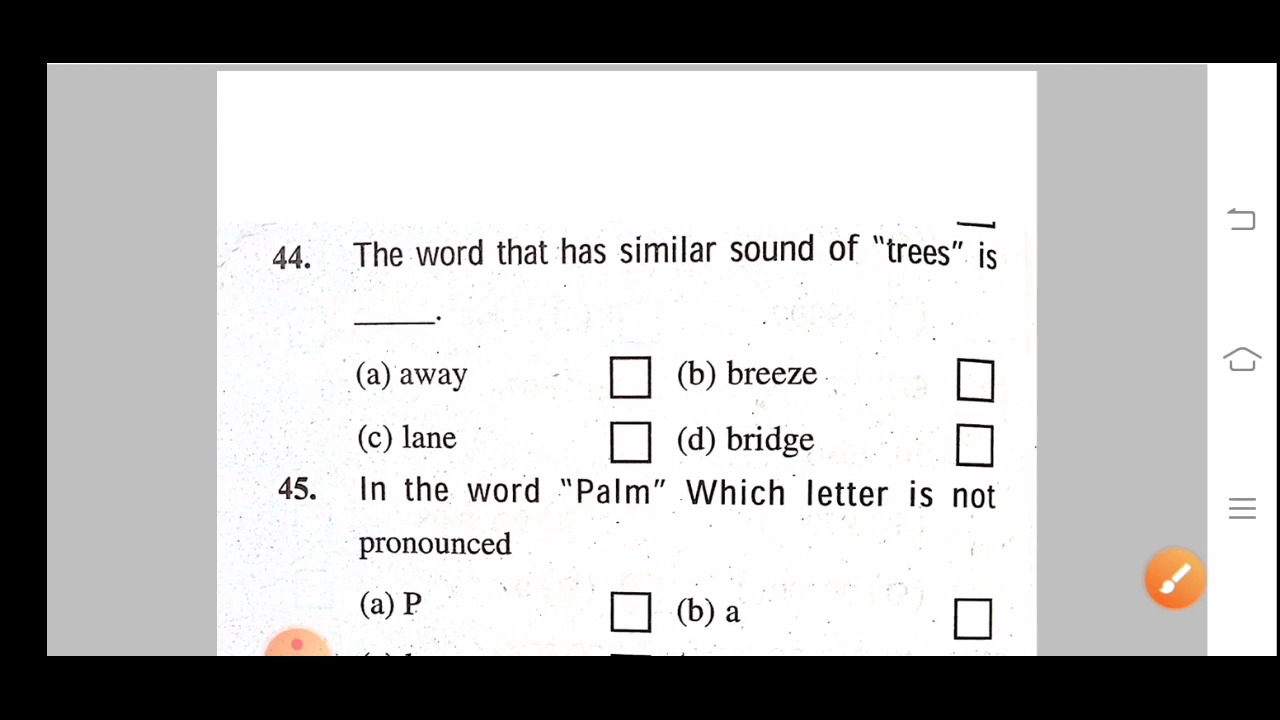 44. The word that has similar sound of "trees" is
_____.
(a) away (b) breeze
(c) lane (d) bridge
45. In the word "Palm" Which letter is not
pronounced
(a) P (b) a